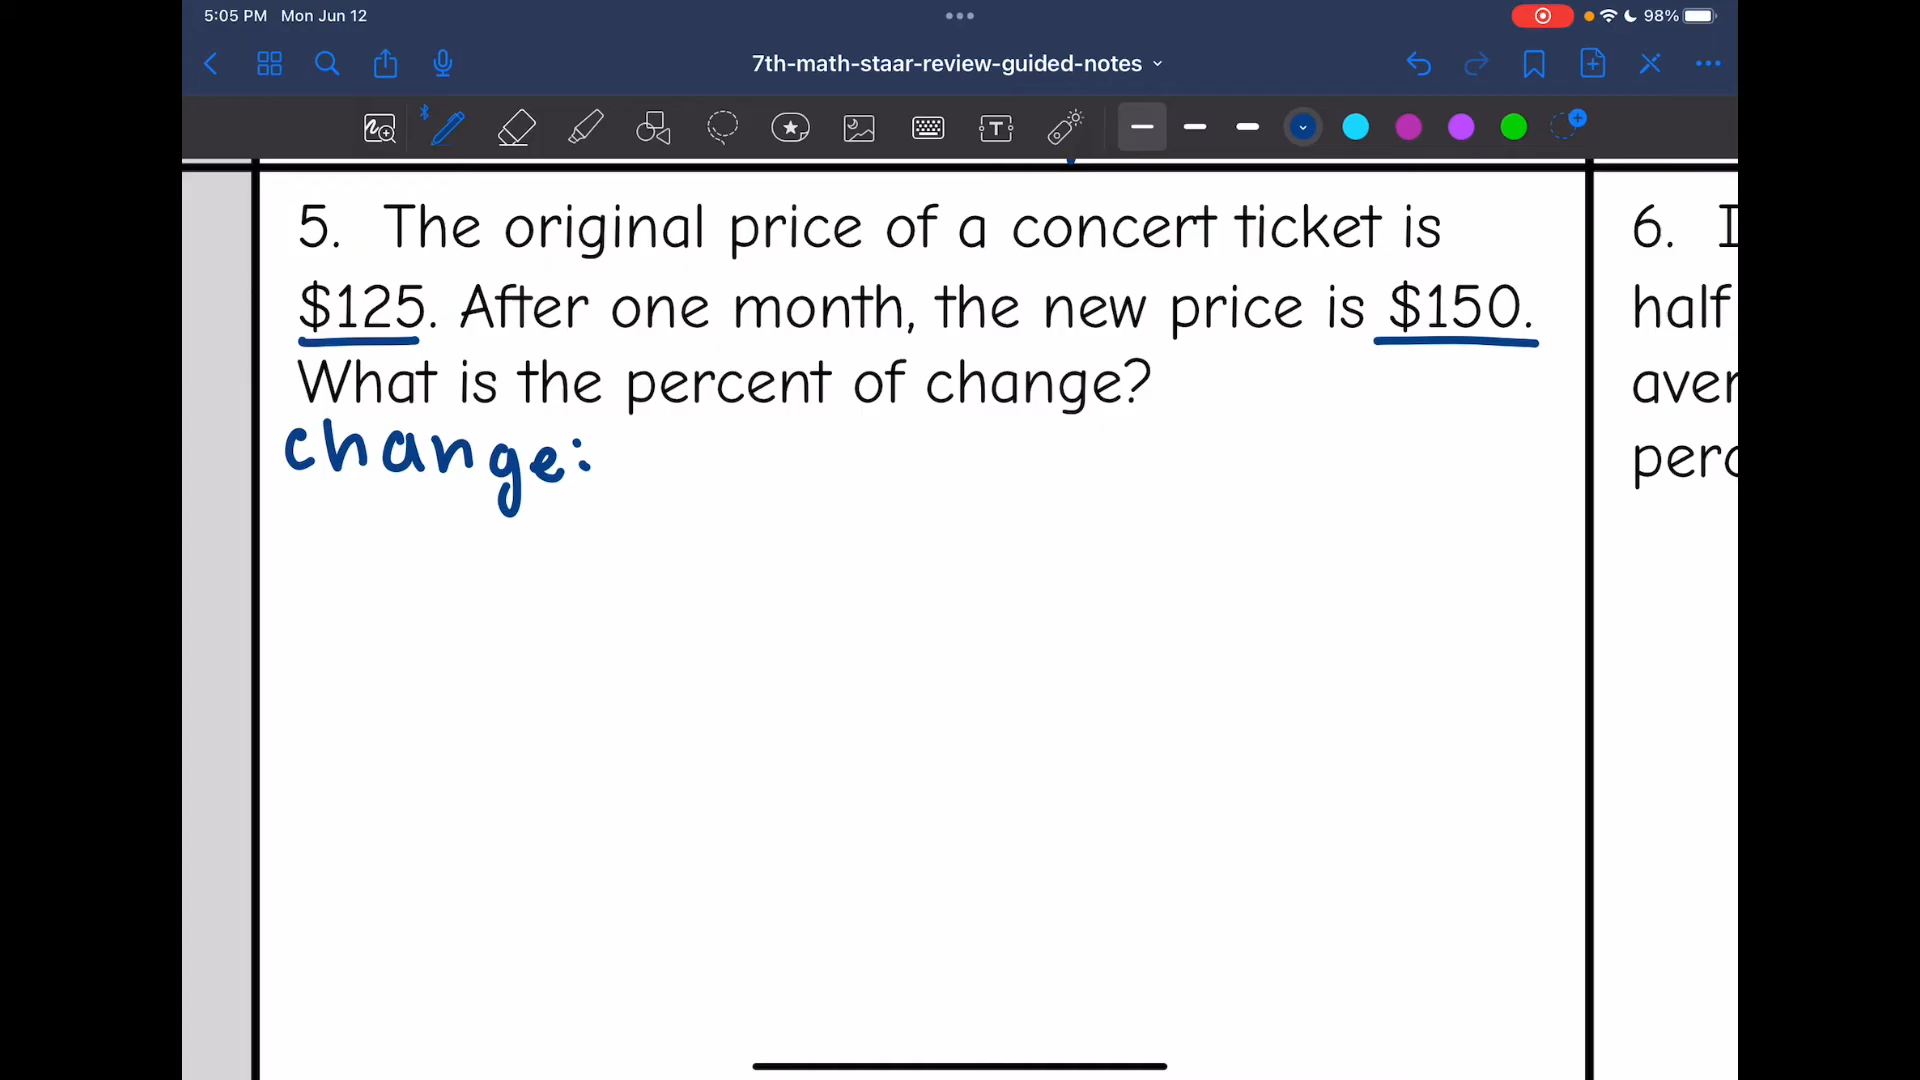 5:05 PM Mon Jun 12
98%
7th-math-staar-review-guided-notes
5. The original price of a concert ticket is
$125. After one month, the new price is $150.
What is the percent of change?
change:
6. I
half
aver
perc